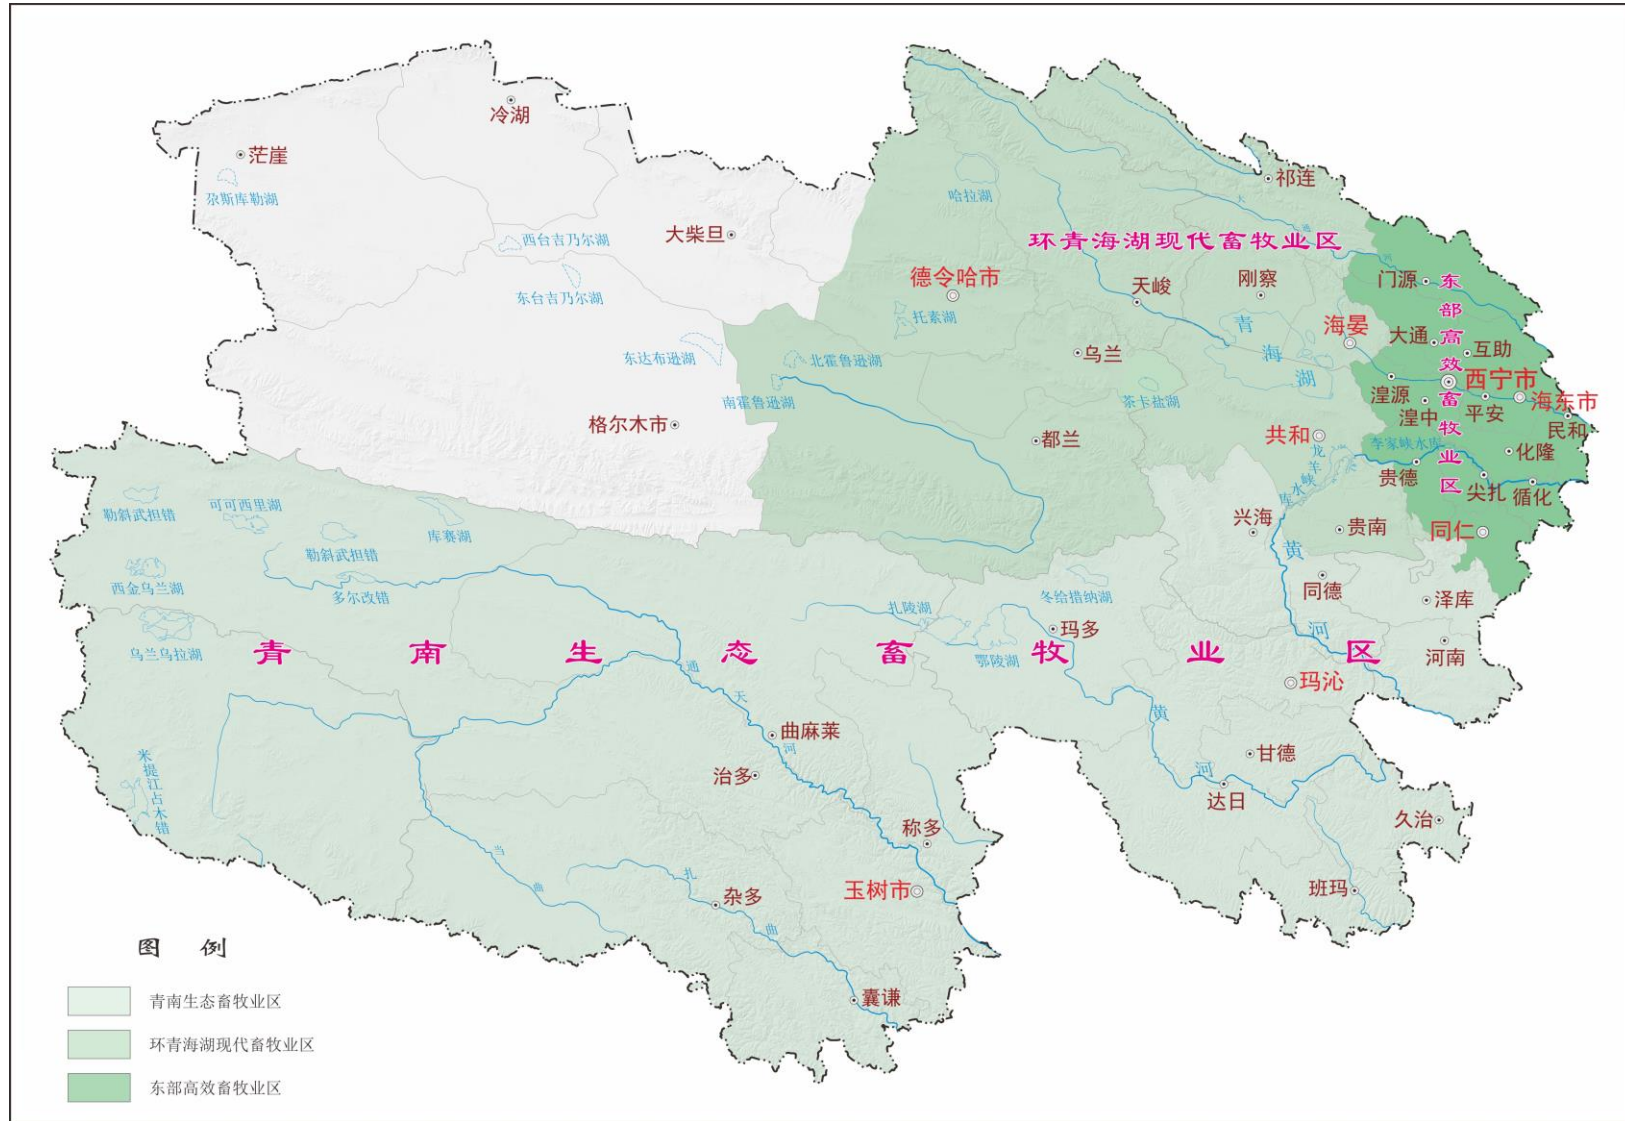 冷湖
茫崖
尕斯库勒湖
祁连
哈拉湖
大柴旦
西台吉乃尔湖
大
通
河
环青海湖现代畜牧业区
东台吉乃尔湖
德令哈市
天峻
刚察
门源
东部高效畜牧业区
托素湖
青海湖
海晏
大通
互助
东达布逊湖
北霍鲁逊湖
乌兰
西宁市
南霍鲁逊湖
茶卡盐湖
湟源
湟中
平安
海东市
民和
格尔木市
都兰
共和
李家峡水库
化隆
龙羊峡水库
贵德
尖扎
循化
勒斜武担错
可可西里湖
库赛湖
兴海
贵南
同仁
勒斜武担错
黄
河
西金乌兰湖
多尔改错
冬给措纳湖
同德
泽库
扎陵湖
玛多
乌兰乌拉湖
青南生态畜牧业区
鄂陵湖
河南
通
天
河
玛沁
黄
河
曲麻莱
甘德
治多
达日
米提江占木错
称多
久治
当
曲
扎
曲
杂多
玉树市
班玛
囊谦
图 例
青南生态畜牧业区
环青海湖现代畜牧业区
东部高效畜牧业区